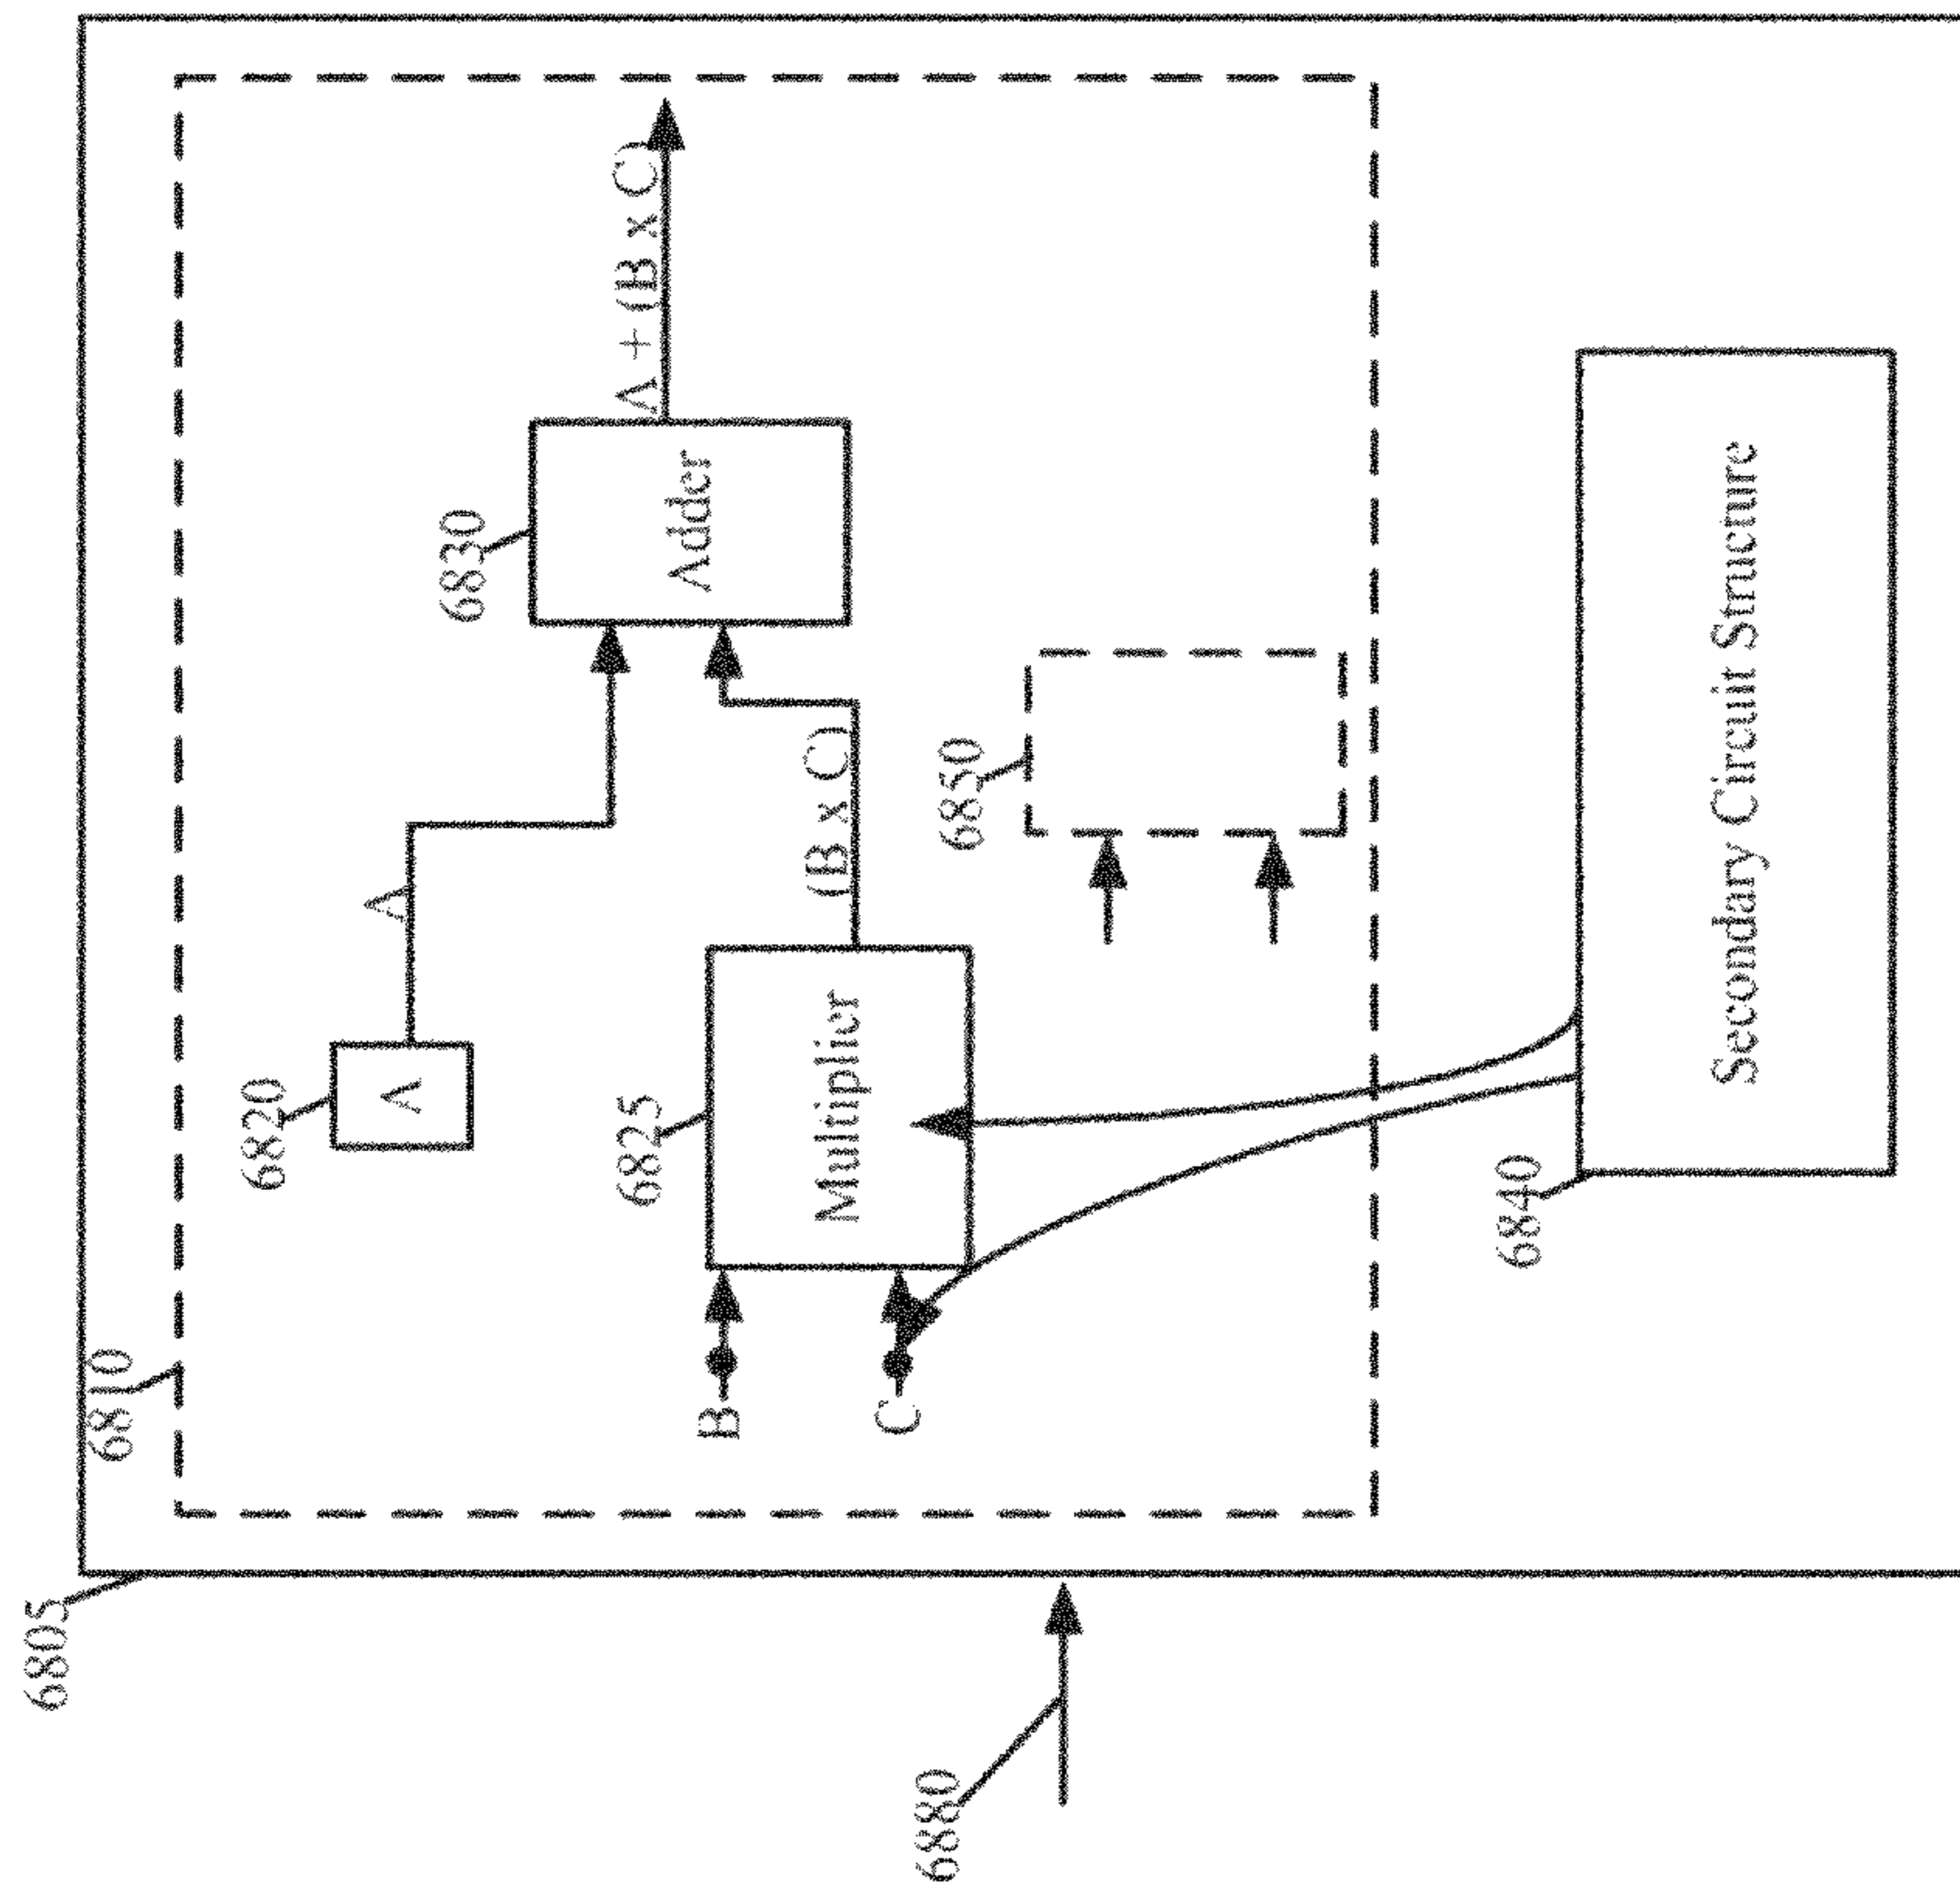 6805
6810
6820
A
A
6830
Adder
A + (B x C)
6825
Multiplier
B
C
(B x C)
6850
6880
6840
Secondary Circuit Structure